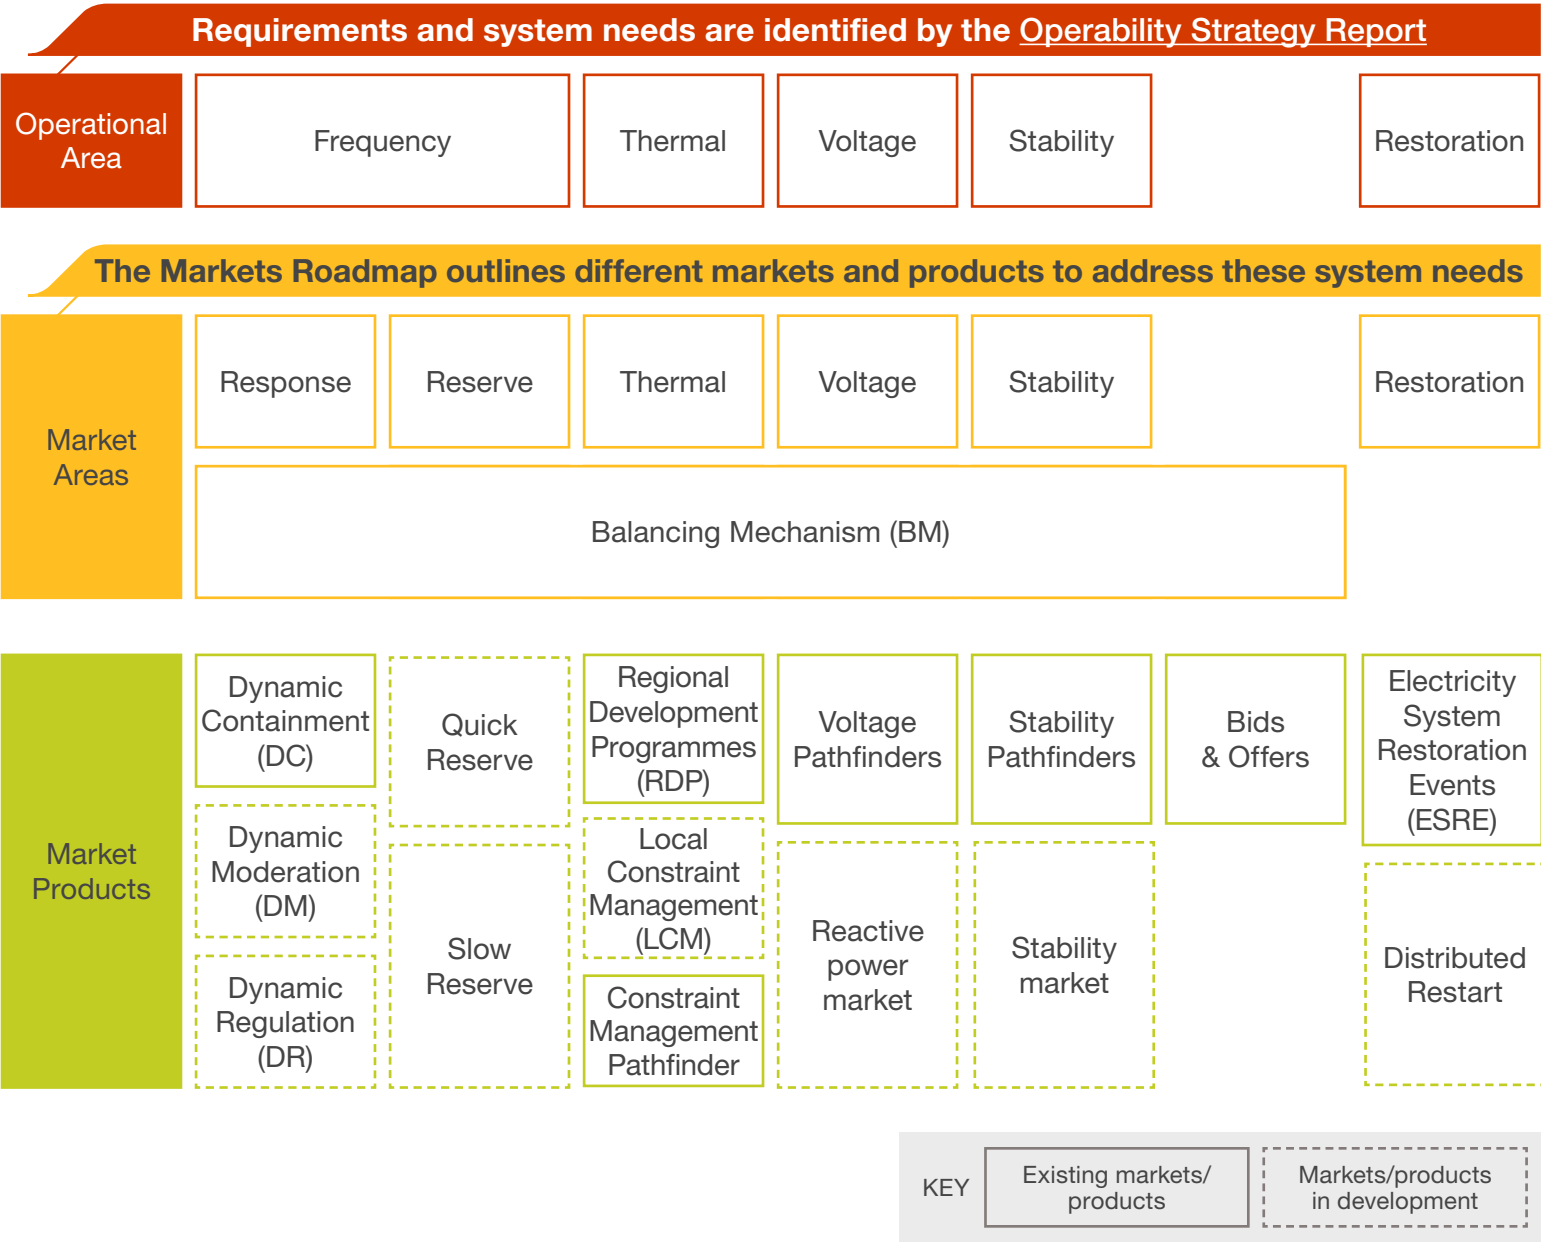 Requirements and system needs are identified by the Operability Strategy Report
Operational
Area
Frequency
Thermal
Voltage
Stability
Restoration
The Markets Roadmap outlines different markets and products to address these system needs
Market
Areas
Response
Reserve
Thermal
Voltage
Stability
Restoration
Balancing Mechanism (BM)
Market
Products
Dynamic
Containment
(DC)
Dynamic
Moderation
(DM)
Dynamic
Regulation
(DR)
Quick
Reserve
Slow
Reserve
Regional
Development
Programmes
(RDP)
Local
Constraint
Management
(LCM)
Constraint
Management
Pathfinder
Voltage
Pathfinders
Reactive
power
market
Stability
Pathfinders
Stability
market
Bids
& Offers
Electricity
System
Restoration
Events
(ESRE)
Distributed
Restart
KEY
Existing markets/
products
Markets/products
in development